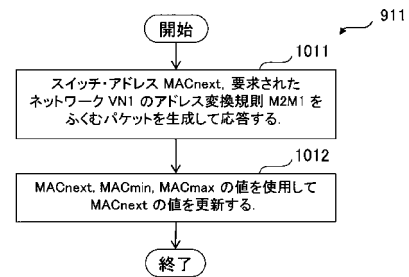 911
開始
1011
スイッチ・アドレス MACnext, 要求された
ネットワーク VN1 のアドレス変換規則 M2M1 を
ふくむパケットを生成して応答する.
1012
MACnext, MACmin, MACmax の値を使用して
MACnext の値を更新する.
終了